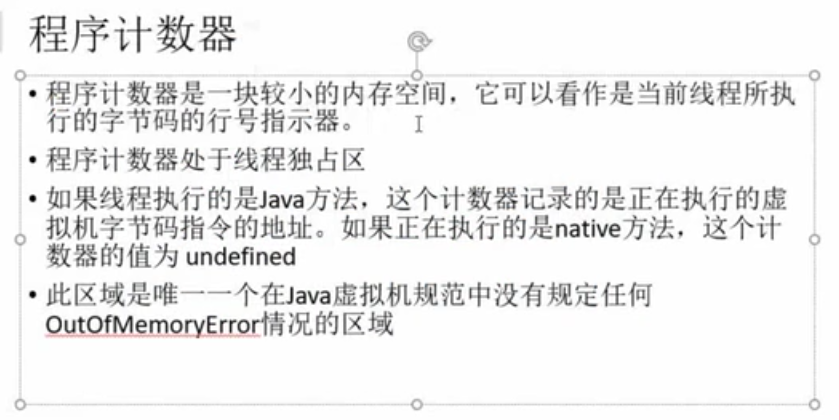 程序计数器
• 程序计数器是一块较小的内存空间，它可以看作是当前线程所执
行的字节码的行号指示器。
• 程序计数器处于线程独占区
• 如果线程执行的是Java方法，这个计数器记录的是正在执行的虚
拟机字节码指令的地址。如果正在执行的是native方法，这个计
数器的值为 undefined
• 此区域是唯一一个在Java虚拟机规范中没有规定任何
OutOfMemoryError情况的区域